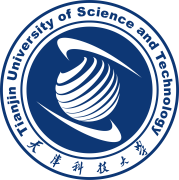 Tianjin University of Science and Technology
天津科技大学